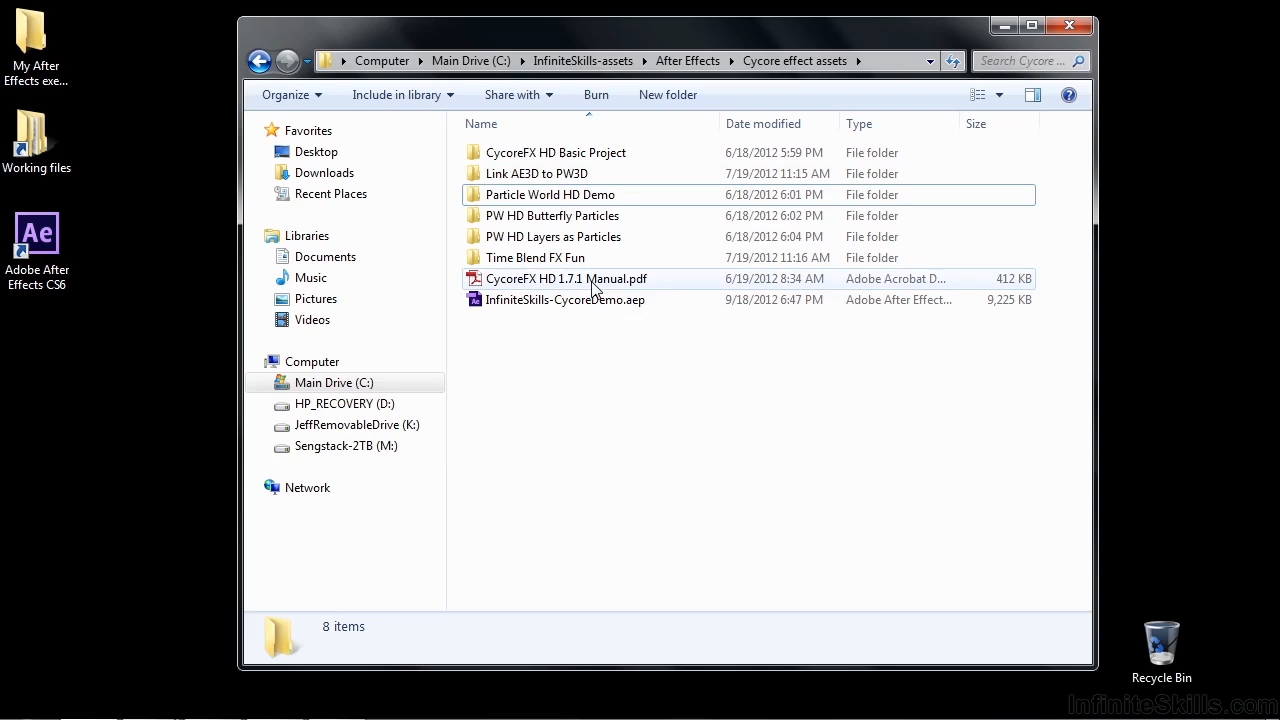 My After
Effects exe...
Working files
Ae
Adobe After
Effects CS6
Computer Main Drive (C:) InfiniteSkills-assets After Effects Cycore effect assets
Search Cycore ...
Organize Include in library Share with Burn New folder
Favorites
Desktop
Downloads
Recent Places
Libraries
Documents
Music
Pictures
Videos
Computer
Main Drive (C:)
HP_RECOVERY (D:)
JeffRemovableDrive (K:)
Sengstack-2TB (M:)
Network
Name Date modified Type Size
CycoreFX HD Basic Project 6/18/2012 5:59 PM File folder
Link AE3D to PW3D 7/19/2012 11:15 AM File folder
Particle World HD Demo 6/18/2012 6:01 PM File folder
PW HD Butterfly Particles 6/18/2012 6:02 PM File folder
PW HD Layers as Particles 6/18/2012 6:04 PM File folder
Time Blend FX Fun 7/19/2012 11:16 AM File folder
CycoreFX HD 1.7.1 Manual.pdf 6/19/2012 8:34 AM Adobe Acrobat D... 412 KB
InfiniteSkills-CycoreDemo.aep 9/18/2012 6:47 PM Adobe After Effect... 9,225 KB
8 items
Recycle Bin
InfiniteSkills.com